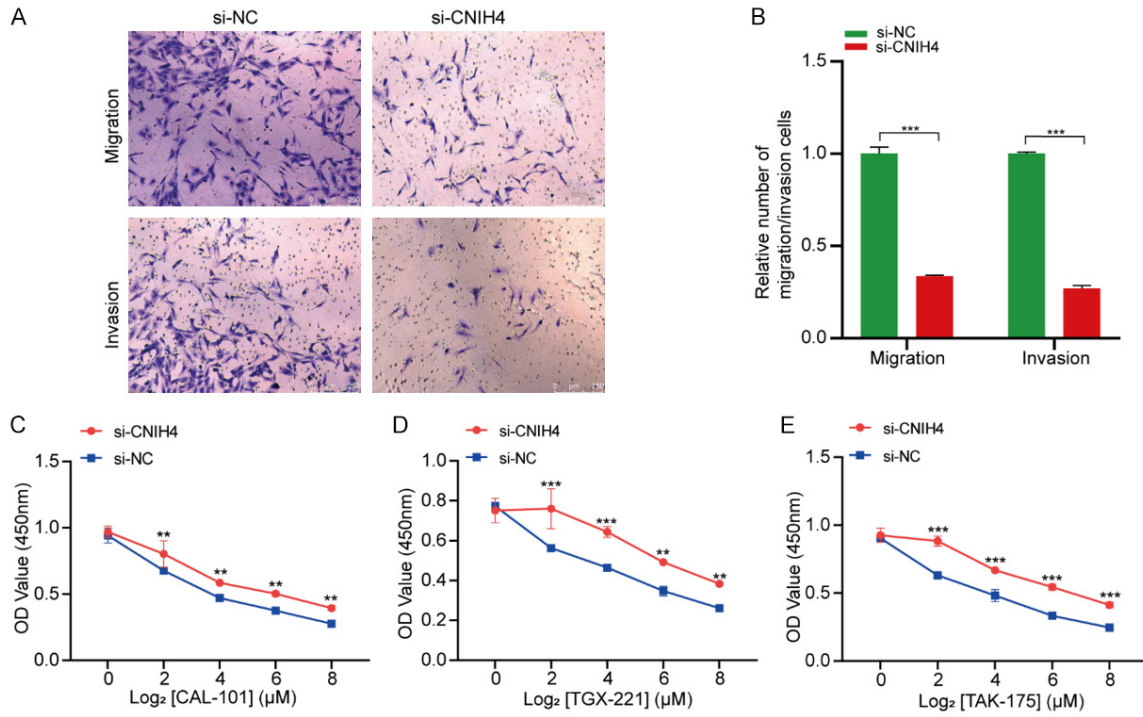 A
si-NC
si-CNIH4
Migration
Invasion
B
si-NC
si-CNIH4
Relative number of
migration/invasion cells
1.5
1.0
0.5
0.0
***
***
Migration
Invasion
C
si-CNIH4
si-NC
OD Value (450nm)
1.5
1.0
0.5
0.0
**
**
**
**
0 2 4 6 8
Log₂ [CAL-101] (μM)
D
si-CNIH4
si-NC
OD Value (450nm)
1.0
0.8
0.6
0.4
0.2
0.0
***
***
**
**
0 2 4 6 8
Log₂ [TGX-221] (μM)
E
si-CNIH4
si-NC
OD Value (450nm)
1.5
1.0
0.5
0.0
***
***
***
***
0 2 4 6 8
Log₂ [TAK-175] (μM)